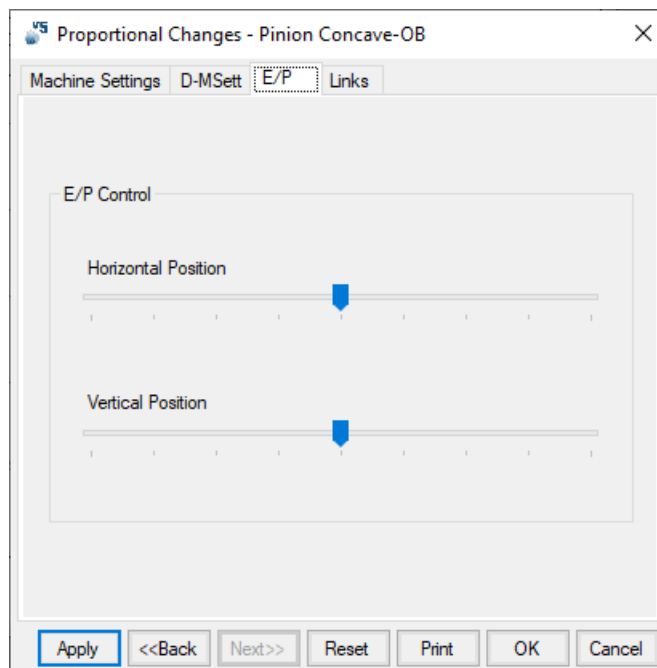 Proportional Changes - Pinion Concave-OB
Machine Settings D-MSett E/P Links
E/P Control
Horizontal Position
Vertical Position
Apply <<Back Next>> Reset Print OK Cancel